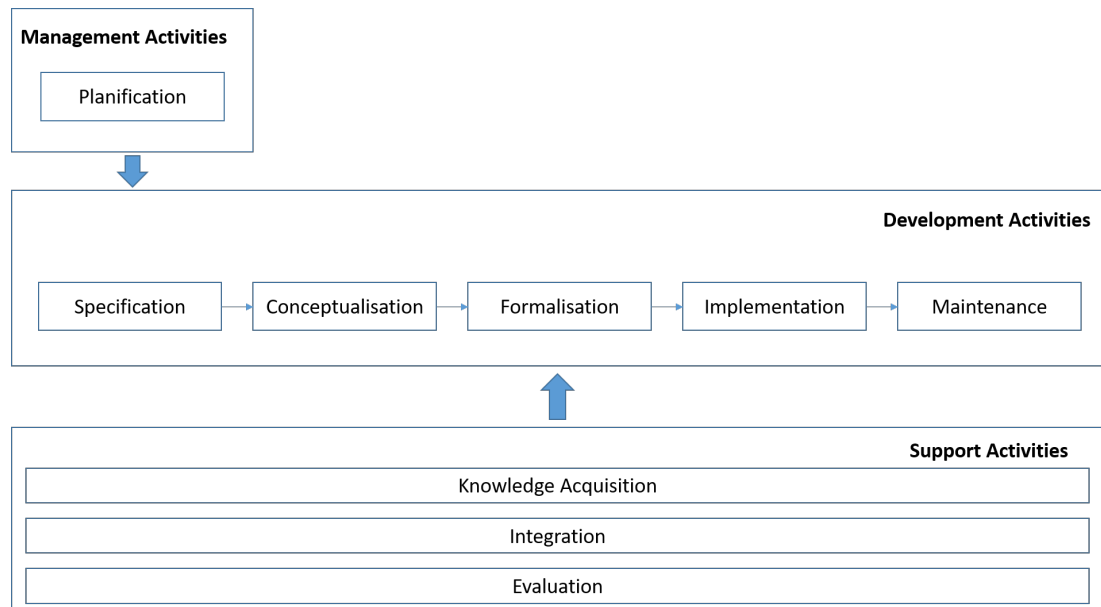 Management Activities
Planification
Development Activities
Specification
Conceptualisation
Formalisation
Implementation
Maintenance
Support Activities
Knowledge Acquisition
Integration
Evaluation